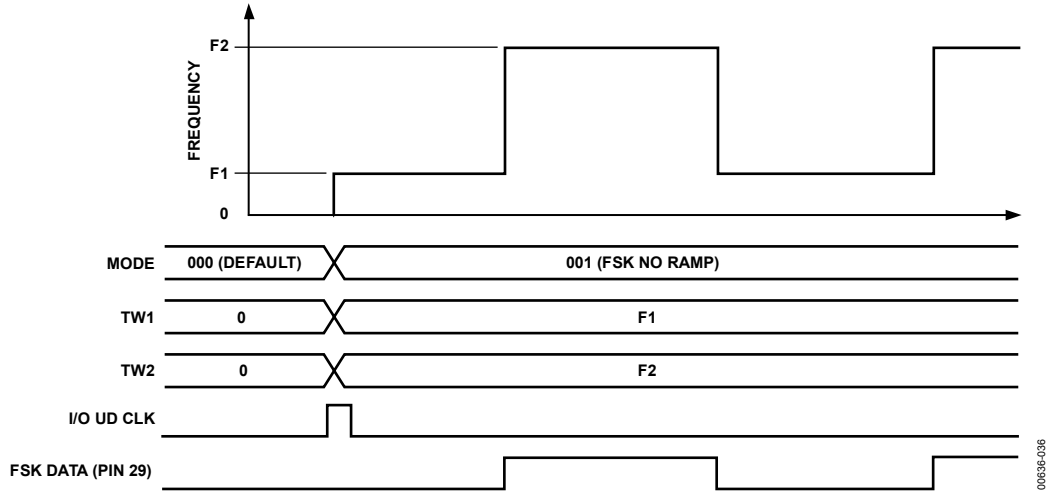 F2
FREQUENCY
F1
0
MODE 000 (DEFAULT) 001 (FSK NO RAMP)
TW1 0 F1
TW2 0 F2
I/O UD CLK
FSK DATA (PIN 29)
00636-036